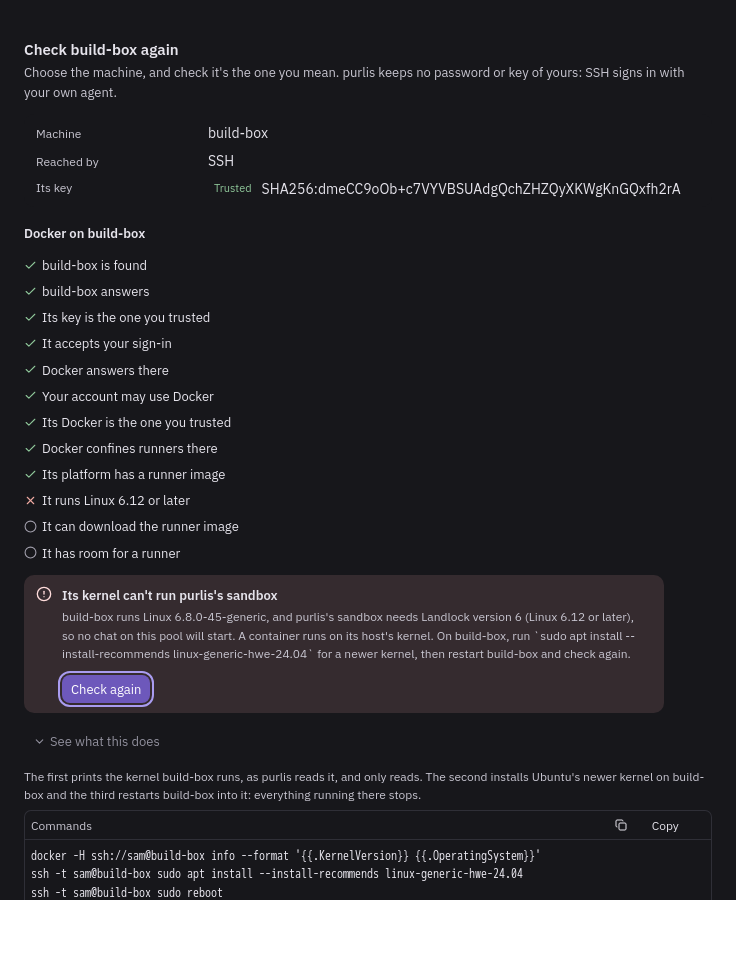 Check build-box again
Choose the machine, and check it's the one you mean. purlis keeps no password or key of yours: SSH signs in with
your own agent.
Machine build-box
Reached by SSH
Its key Trusted SHA256:dmeCC9oOb+c7VYVBSUAdgQchZHZQyXKWgKnGQxfh2rA
Docker on build-box
build-box is found
build-box answers
Its key is the one you trusted
It accepts your sign-in
Docker answers there
Your account may use Docker
Its Docker is the one you trusted
Docker confines runners there
Its platform has a runner image
It runs Linux 6.12 or later
It can download the runner image
It has room for a runner
Its kernel can't run purlis's sandbox
build-box runs Linux 6.8.0-45-generic, and purlis's sandbox needs Landlock version 6 (Linux 6.12 or later),
so no chat on this pool will start. A container runs on its host's kernel. On build-box, run `sudo apt install --
install-recommends linux-generic-hwe-24.04` for a newer kernel, then restart build-box and check again.
Check again
See what this does
The first prints the kernel build-box runs, as purlis reads it, and only reads. The second installs Ubuntu's newer kernel on build-
box and the third restarts build-box into it: everything running there stops.
Commands Copy
docker -H ssh://sam@build-box info --format '{{.KernelVersion}} {{.OperatingSystem}}'
ssh -t sam@build-box sudo apt install --install-recommends linux-generic-hwe-24.04
ssh -t sam@build-box sudo reboot